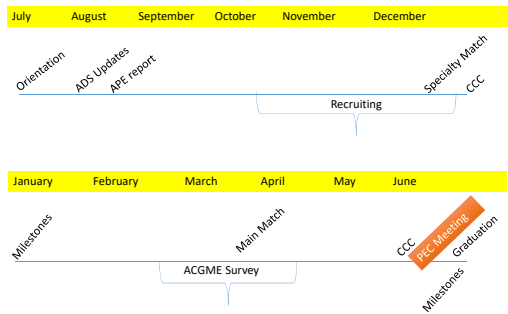 July August September October November December
Orientation
ADS Updates
APE report
Specialty Match
CCC
Recruiting
January February March April May June
Milestones
Main Match
CCC
PEC Meeting
Graduation
ACGME Survey
Milestones